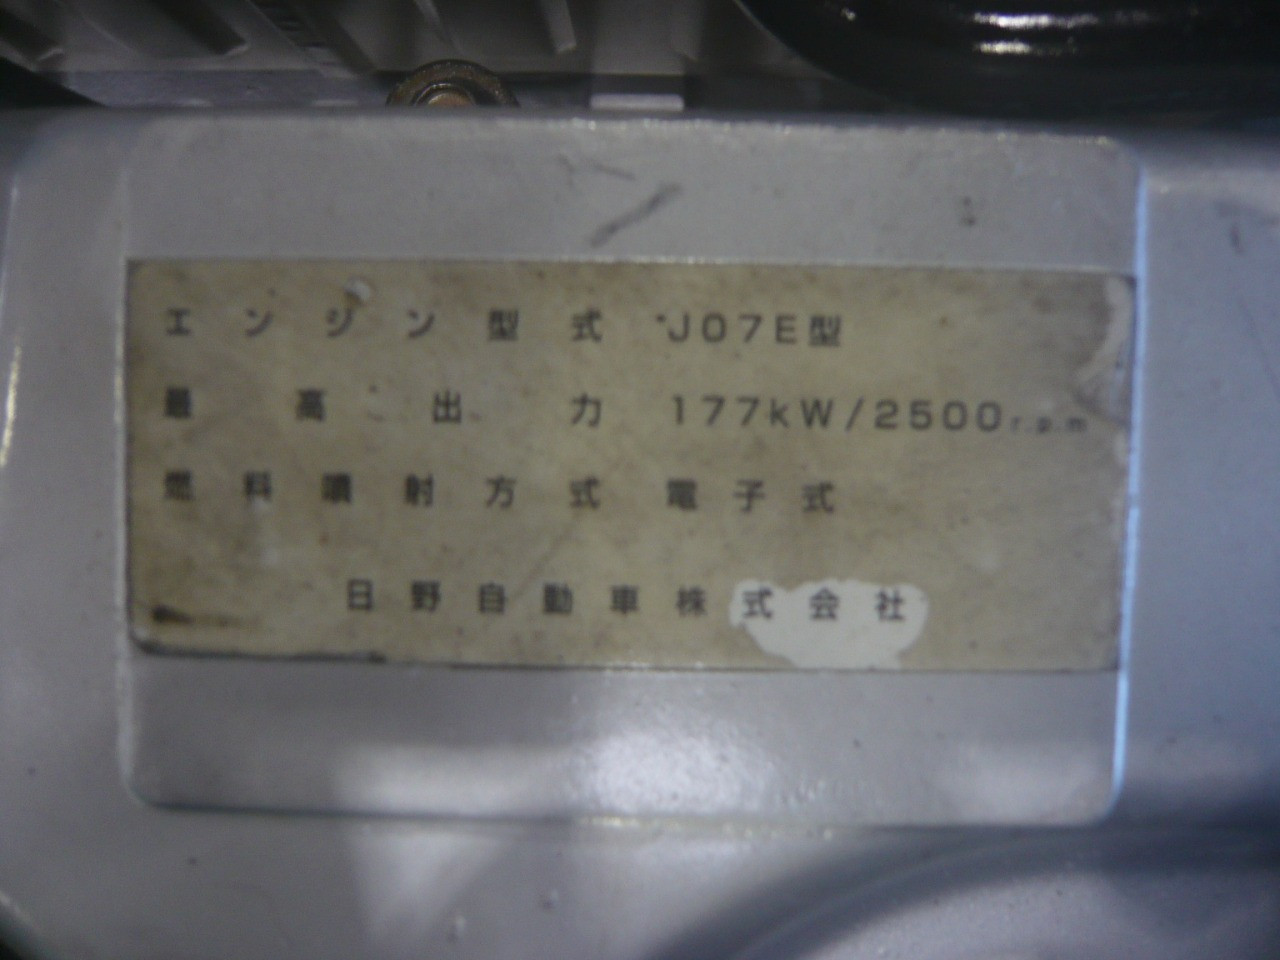 エンジン型式 J07E型
最高出力 177kW/2500r.p.m
燃料噴射方式 電子式
日野自動車株式会社